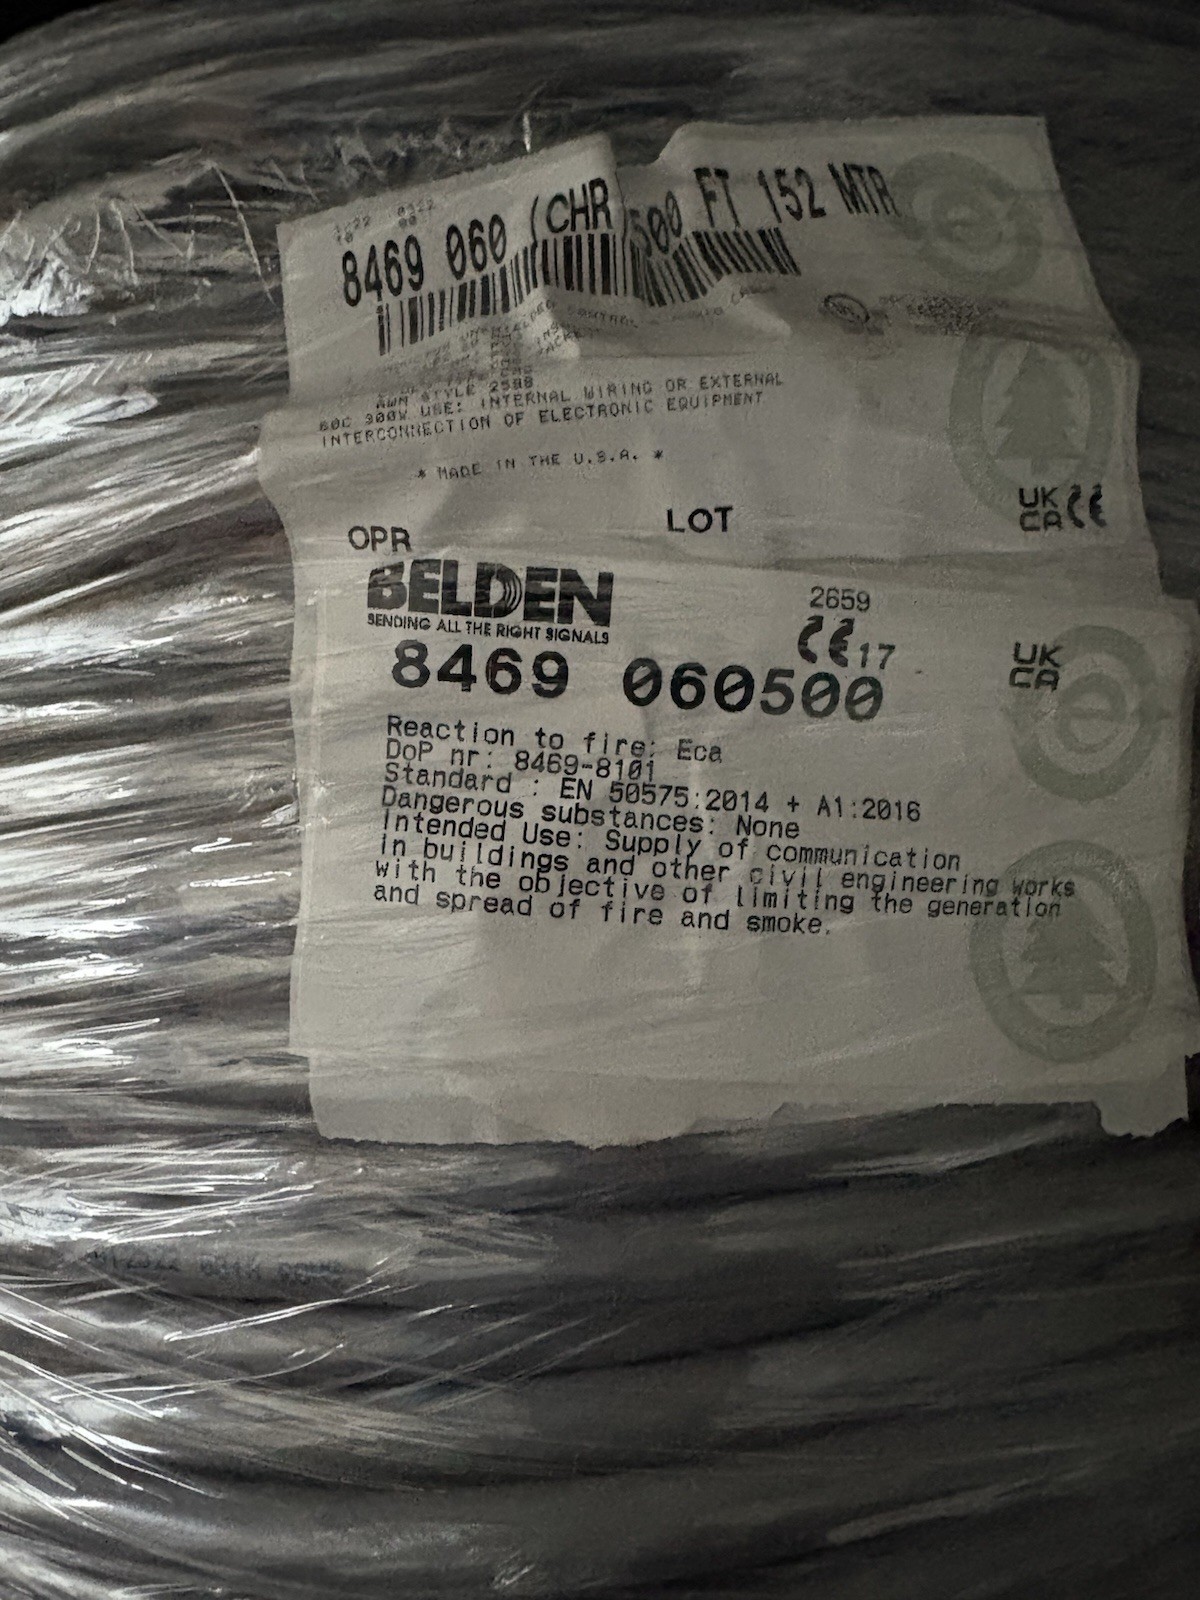 8469 060 (CHR 500 FT 152 MTR
AWM STYLE 2598
60C 300V USE: INTERNAL WIRING OR EXTERNAL
INTERCONNECTION OF ELECTRONIC EQUIPMENT
* MADE IN THE U.S.A. *
OPR LOT
UK
CA CE
BELDEN
SENDING ALL THE RIGHT SIGNALS
2659
CE 17
UK
CA
8469 060500
Reaction to fire: Eca
DoP nr: 8469-8101
Standard : EN 50575:2014 + A1:2016
Dangerous substances: None
Intended Use: Supply of communication
in buildings and other civil engineering works
with the objective of limiting the generation
and spread of fire and smoke.